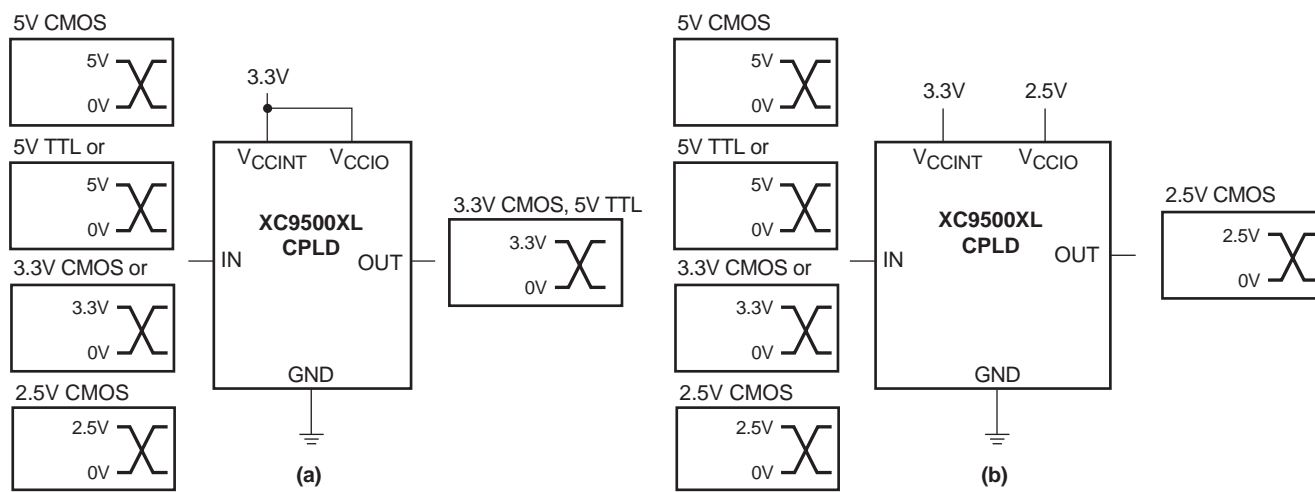 5V CMOS
5V
0V
5V TTL or
5V
0V
3.3V CMOS or
3.3V
0V
2.5V CMOS
2.5V
0V
3.3V
VCCINT VCCIO
XC9500XL
CPLD
IN
OUT
GND
3.3V CMOS, 5V TTL
3.3V
0V
(a)
5V CMOS
5V
0V
5V TTL or
5V
0V
3.3V CMOS or
3.3V
0V
2.5V CMOS
2.5V
0V
3.3V 2.5V
VCCINT VCCIO
XC9500XL
CPLD
IN
OUT
GND
2.5V CMOS
2.5V
0V
(b)